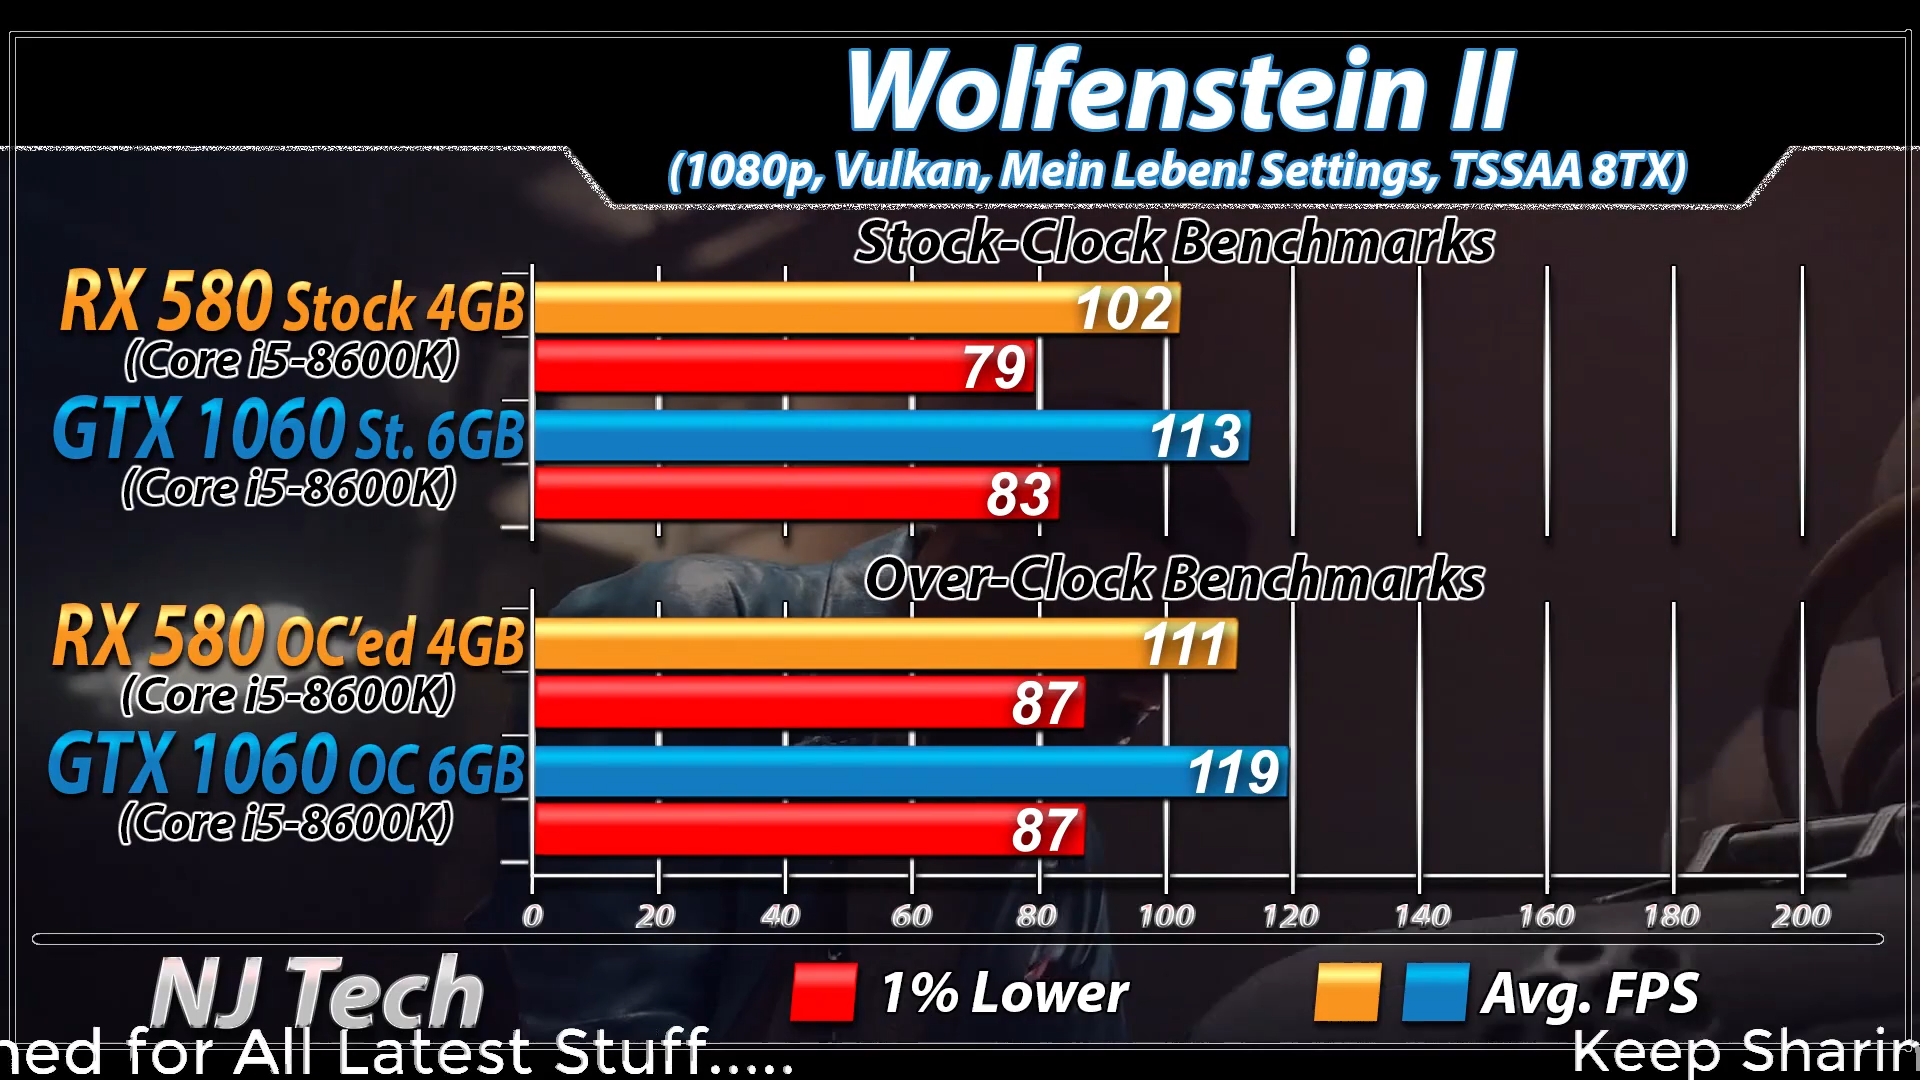 Wolfenstein II
(1080p, Vulkan, Mein Leben! Settings, TSSAA 8TX)
Stock-Clock Benchmarks
RX 580 Stock 4GB
102
(Core i5-8600K)
79
GTX 1060 St. 6GB
113
(Core i5-8600K)
83
Over-Clock Benchmarks
RX 580 OC'ed 4GB
111
(Core i5-8600K)
87
GTX 1060 OC 6GB
119
(Core i5-8600K)
87
0 20 40 60 80 100 120 140 160 180 200
NJ Tech
1% Lower
Avg. FPS
ned for All Latest Stuff.....
Keep Sharin